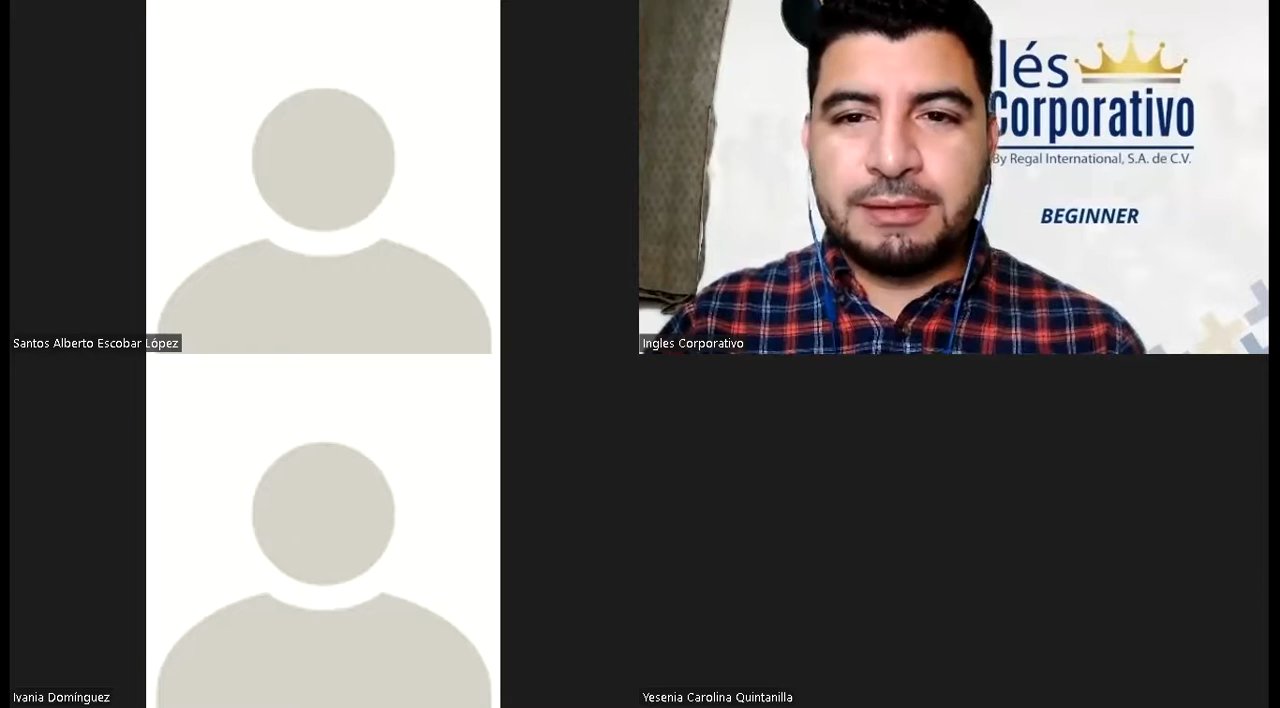 lés
Corporativo
By Regal International, S.A. de C.V.
BEGINNER
Santos Alberto Escobar López
Ingles Corporativo
Ivania Domínguez
Yesenia Carolina Quintanilla